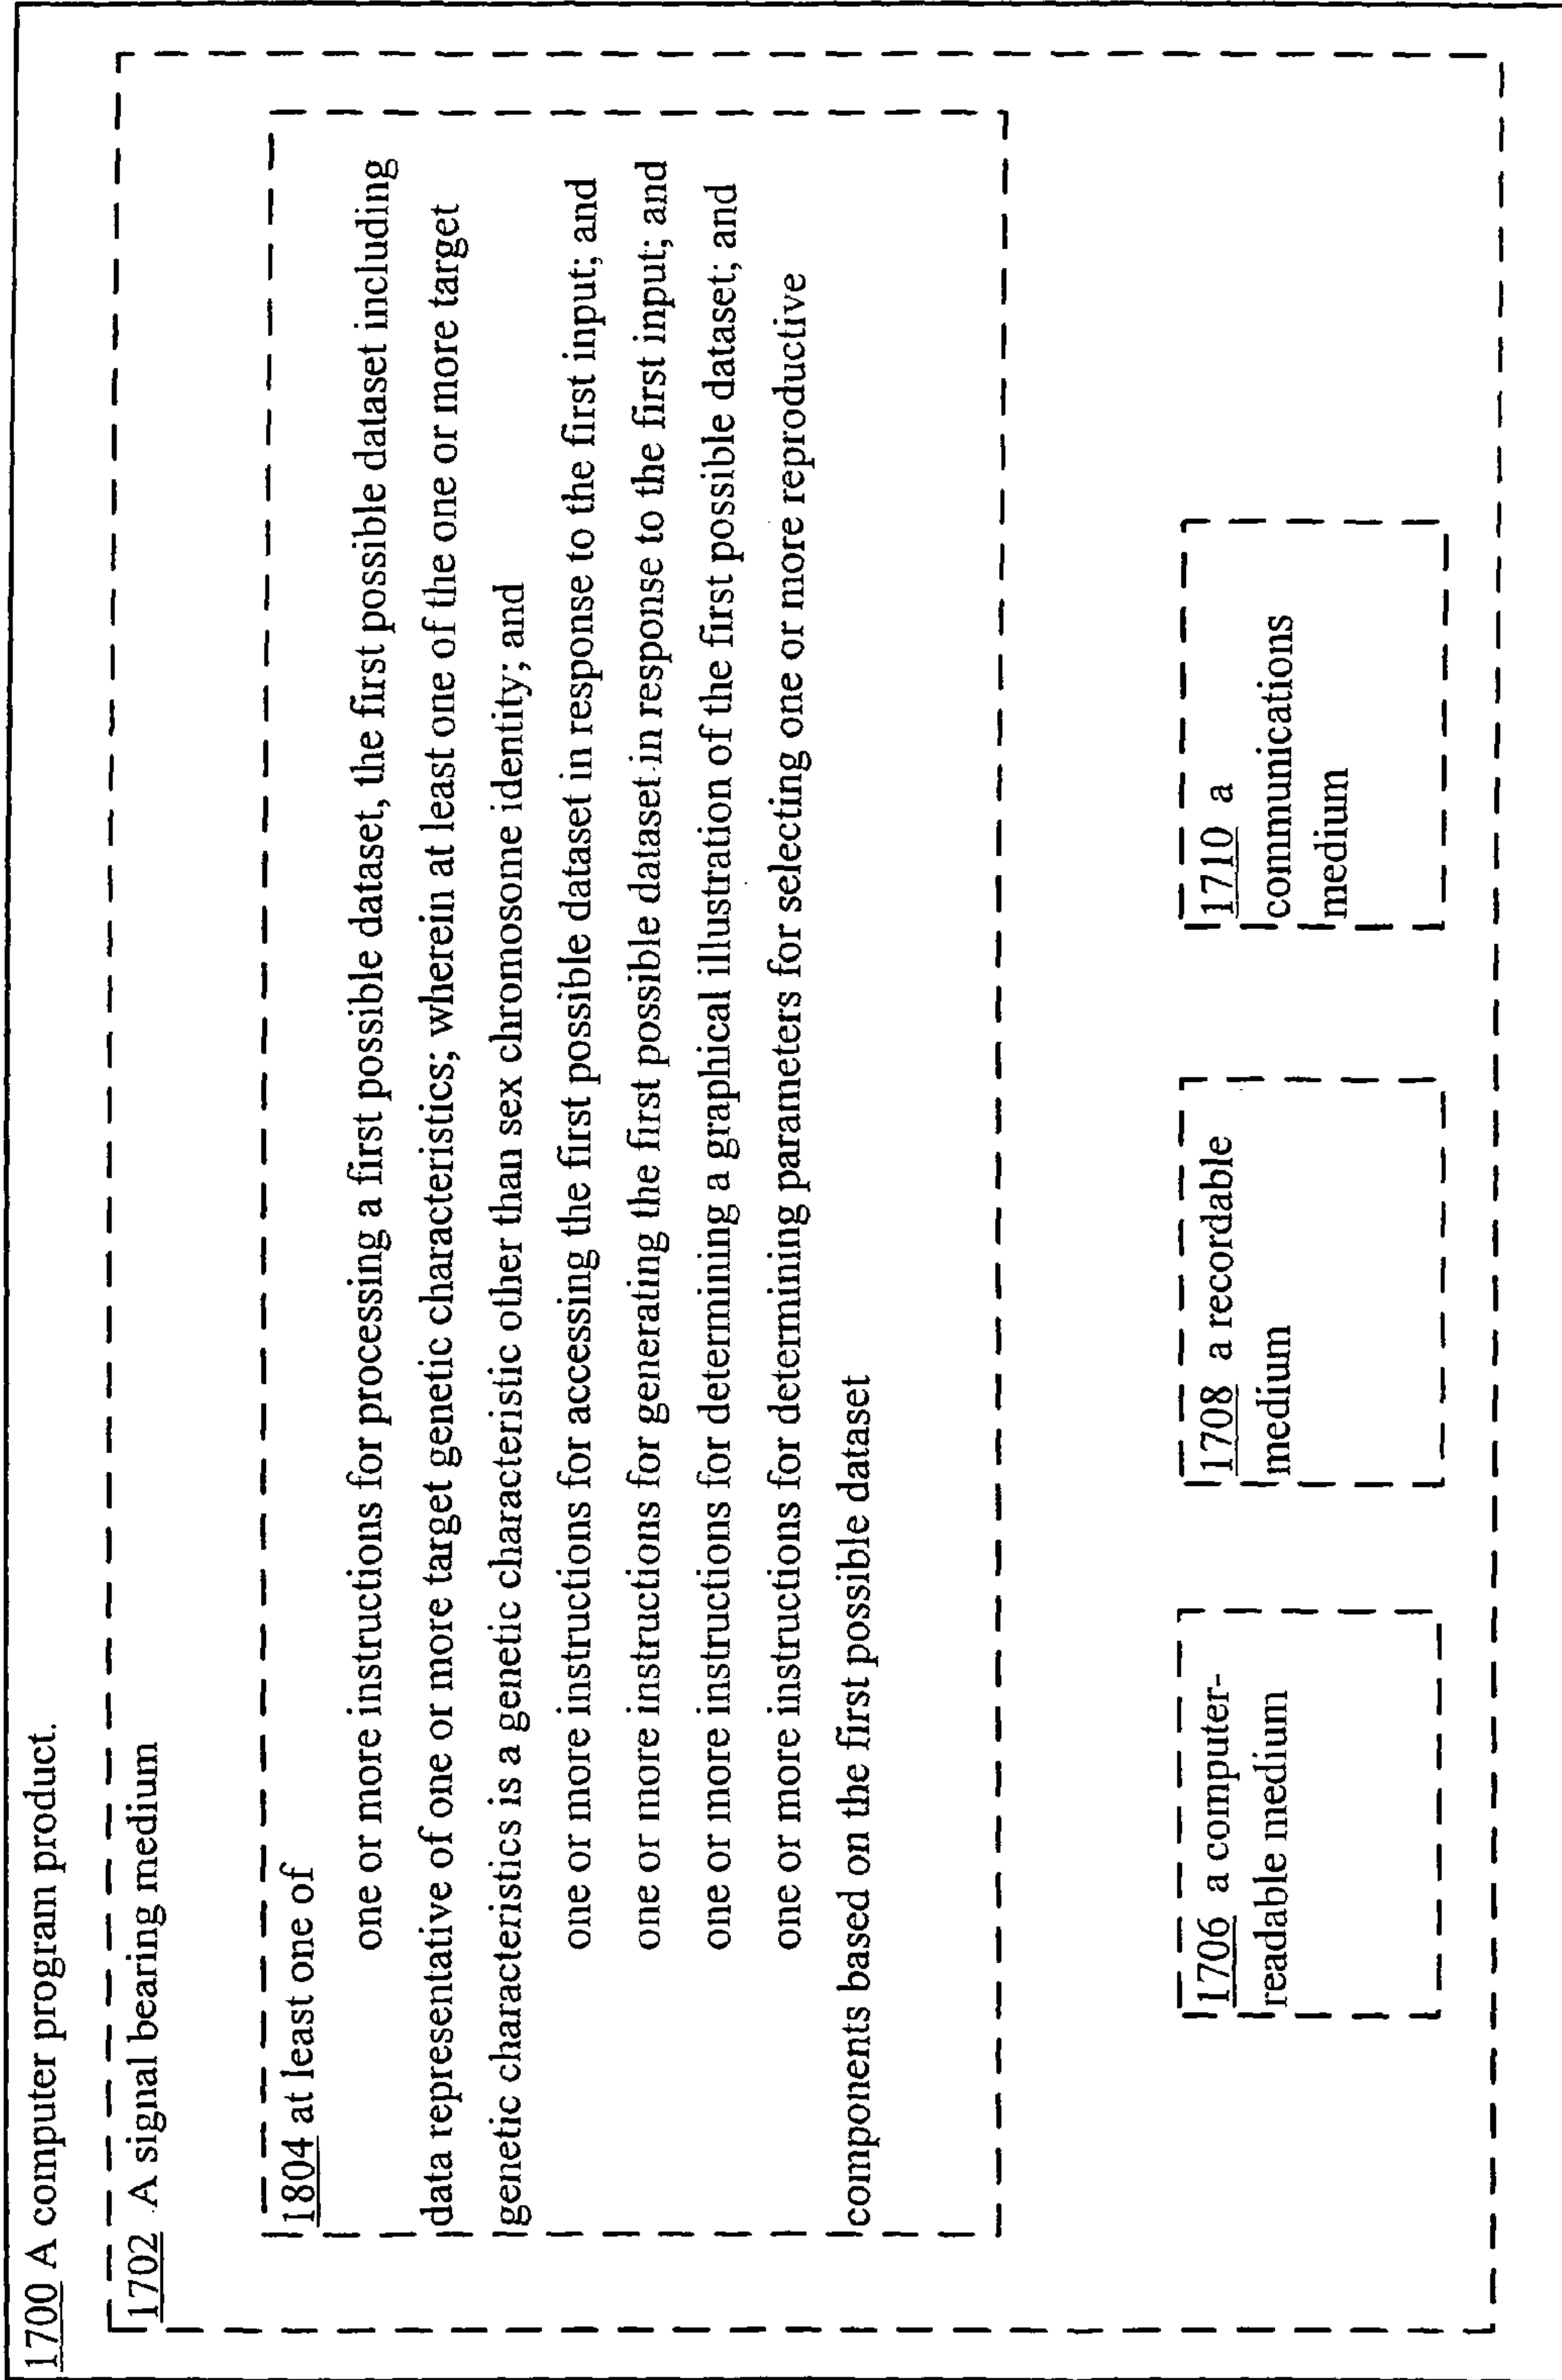 1700 A computer program product.
1702 A signal bearing medium
1804 at least one of
one or more instructions for processing a first possible dataset, the first possible dataset including
data representative of one or more target genetic characteristics; wherein at least one of the one or more target
genetic characteristics is a genetic characteristic other than sex chromosome identity; and
one or more instructions for accessing the first possible dataset in response to the first input; and
one or more instructions for generating the first possible dataset in response to the first input; and
one or more instructions for determining a graphical illustration of the first possible dataset; and
one or more instructions for determining parameters for selecting one or more reproductive
components based on the first possible dataset
1706 a computer-
readable medium
1708 a recordable
medium
1710 a
communications
medium